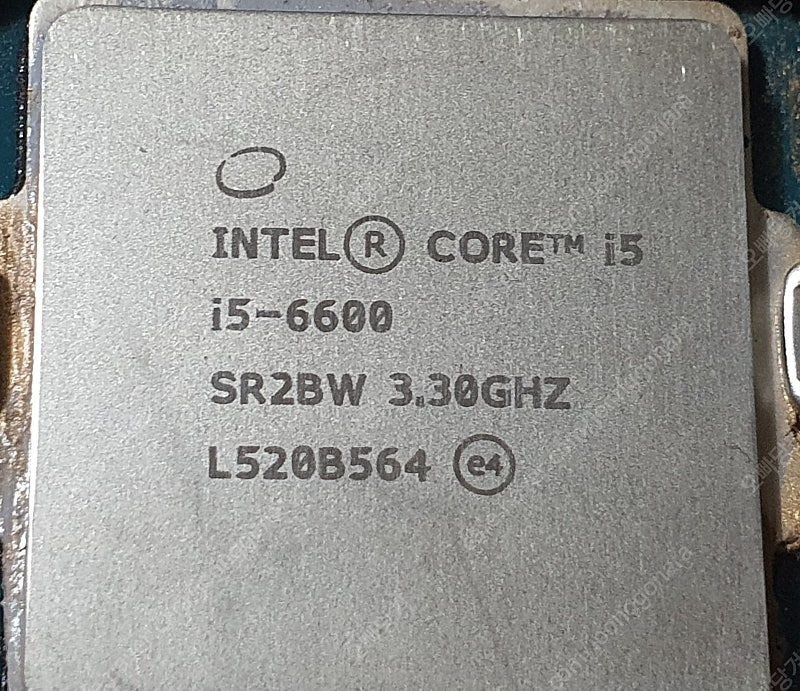 INTEL® CORE™ i5
i5-6600
SR2BW 3.30GHZ
L520B564 e4